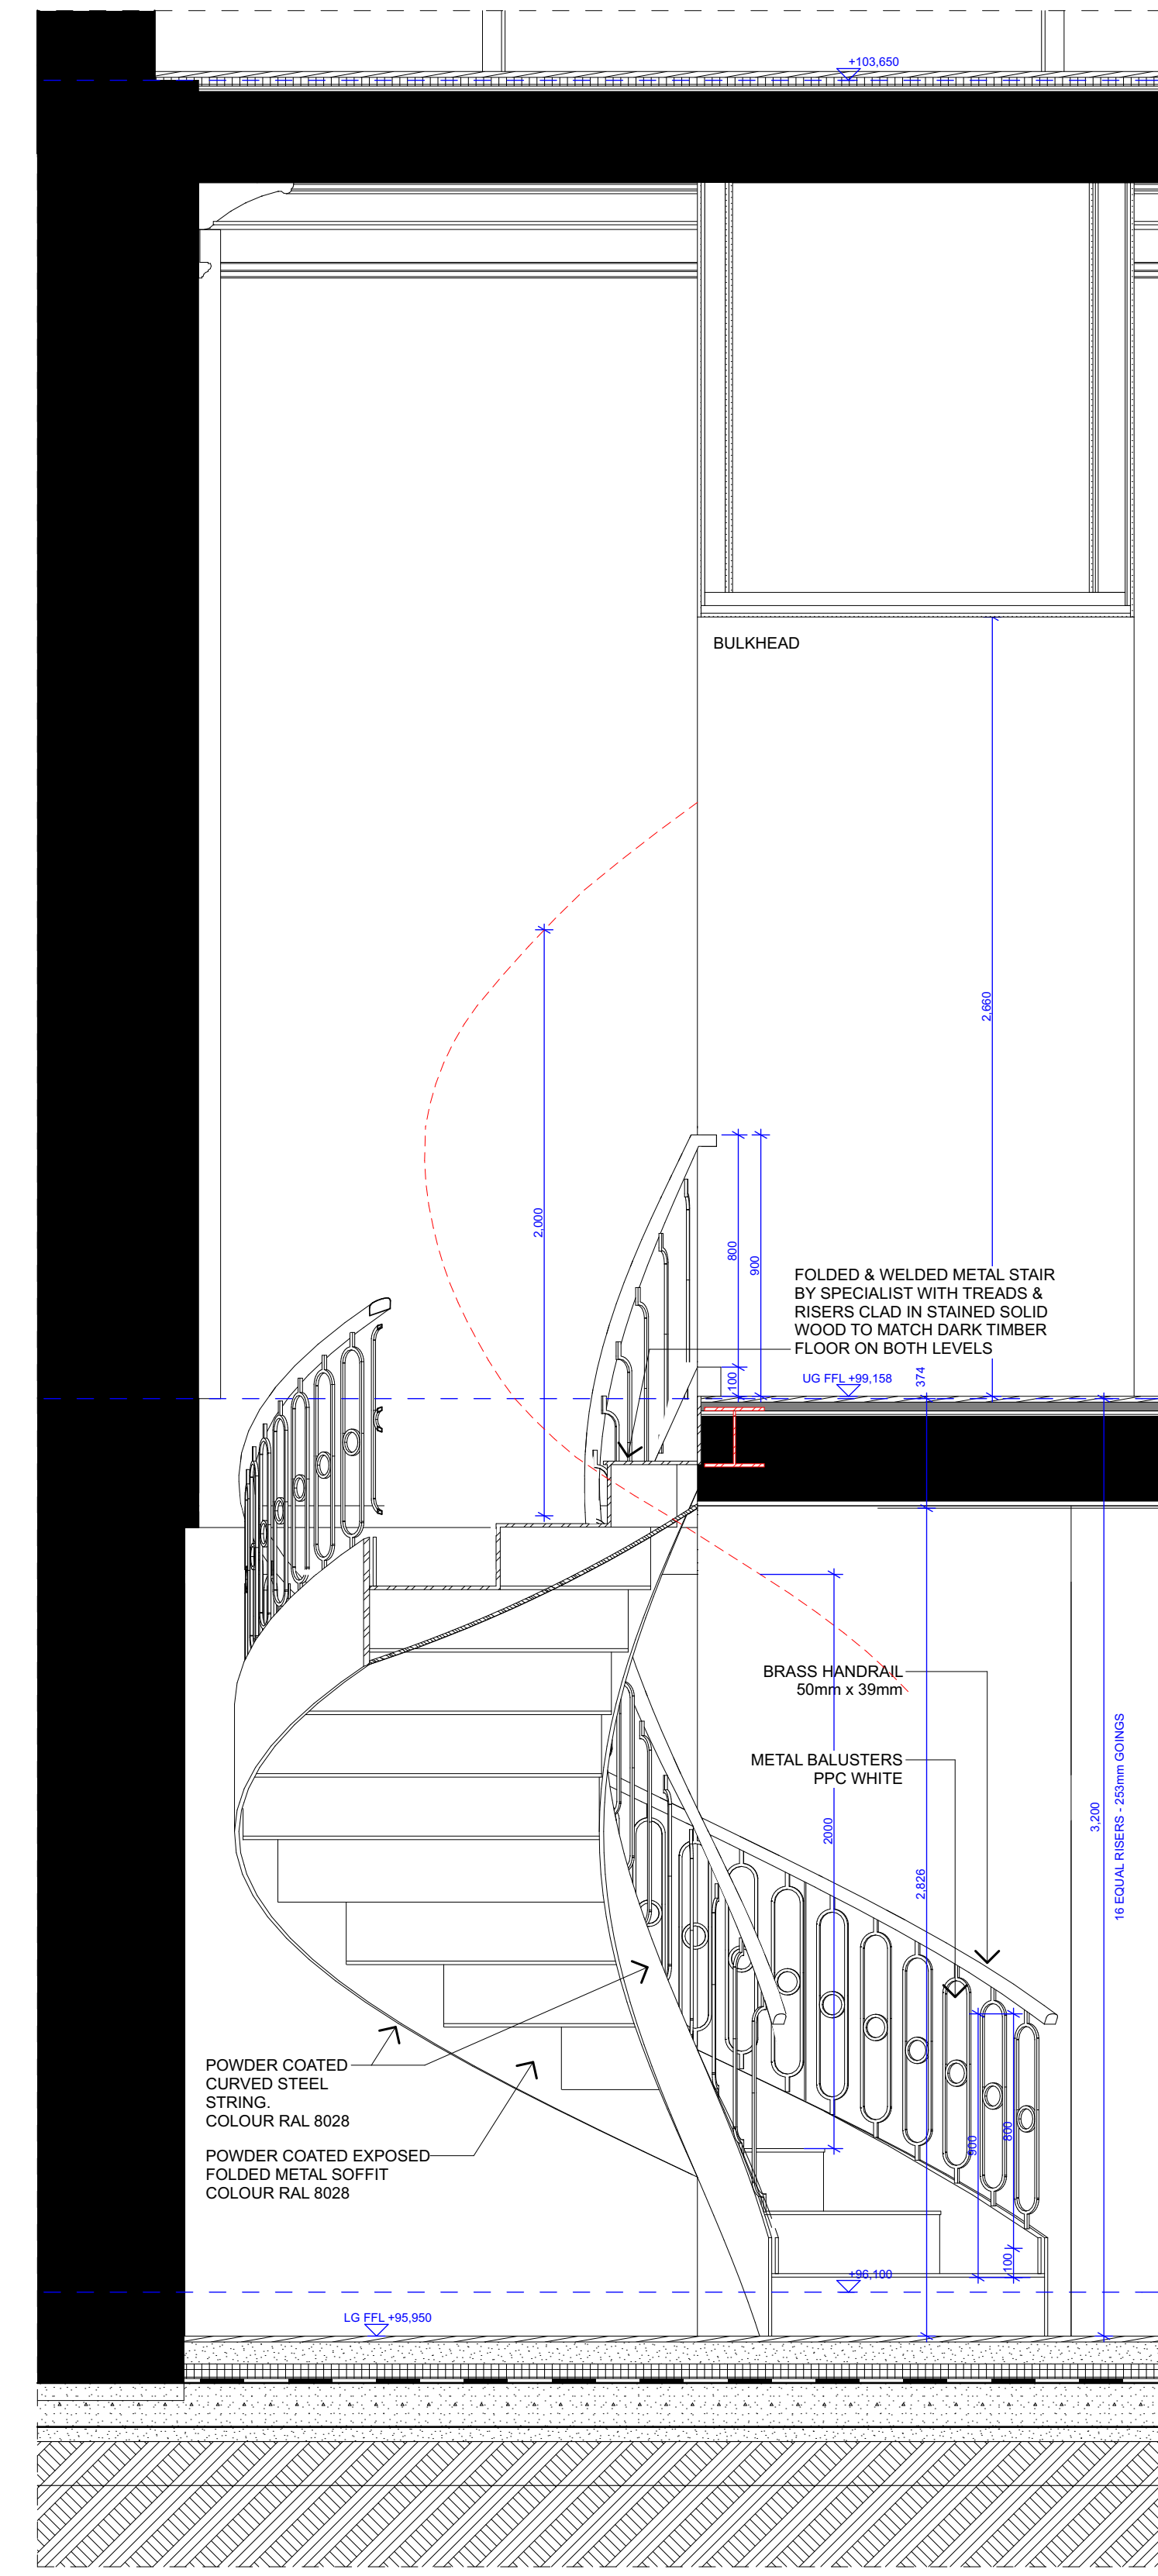 +103,650
BULKHEAD
2,660
2,000
800
900
FOLDED & WELDED METAL STAIR
BY SPECIALIST WITH TREADS &
RISERS CLAD IN STAINED SOLID
WOOD TO MATCH DARK TIMBER
FLOOR ON BOTH LEVELS
100
UG FFL +99,158
374
BRASS HANDRAIL
50mm x 39mm
METAL BALUSTERS
PPC WHITE
2000
2,826
3,200
16 EQUAL RISERS - 253mm GOINGS
POWDER COATED
CURVED STEEL
STRING.
COLOUR RAL 8028
POWDER COATED EXPOSED
FOLDED METAL SOFFIT
COLOUR RAL 8028
900
800
100
+96,100
LG FFL +95,950